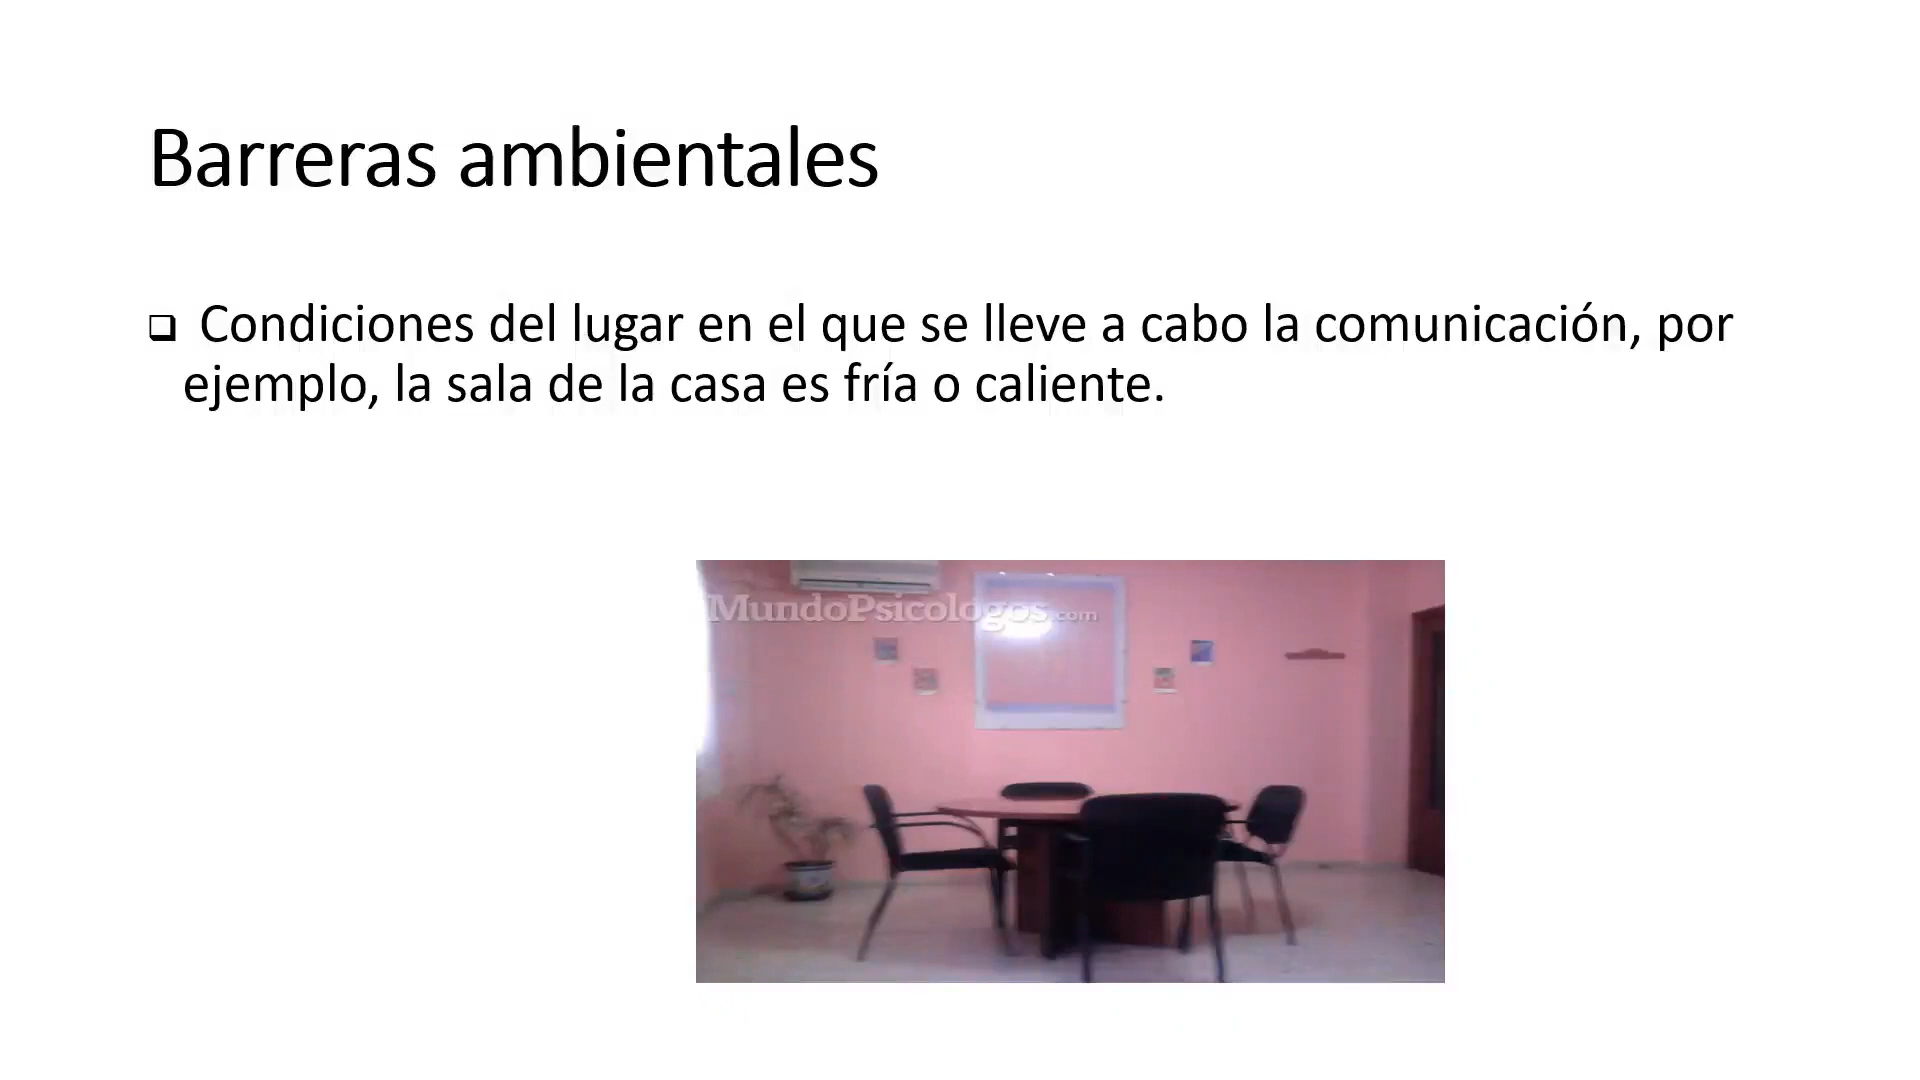 Barreras ambientales
Condiciones del lugar en el que se lleve a cabo la comunicación, por
ejemplo, la sala de la casa es fría o caliente.
MundoPsicologos.com